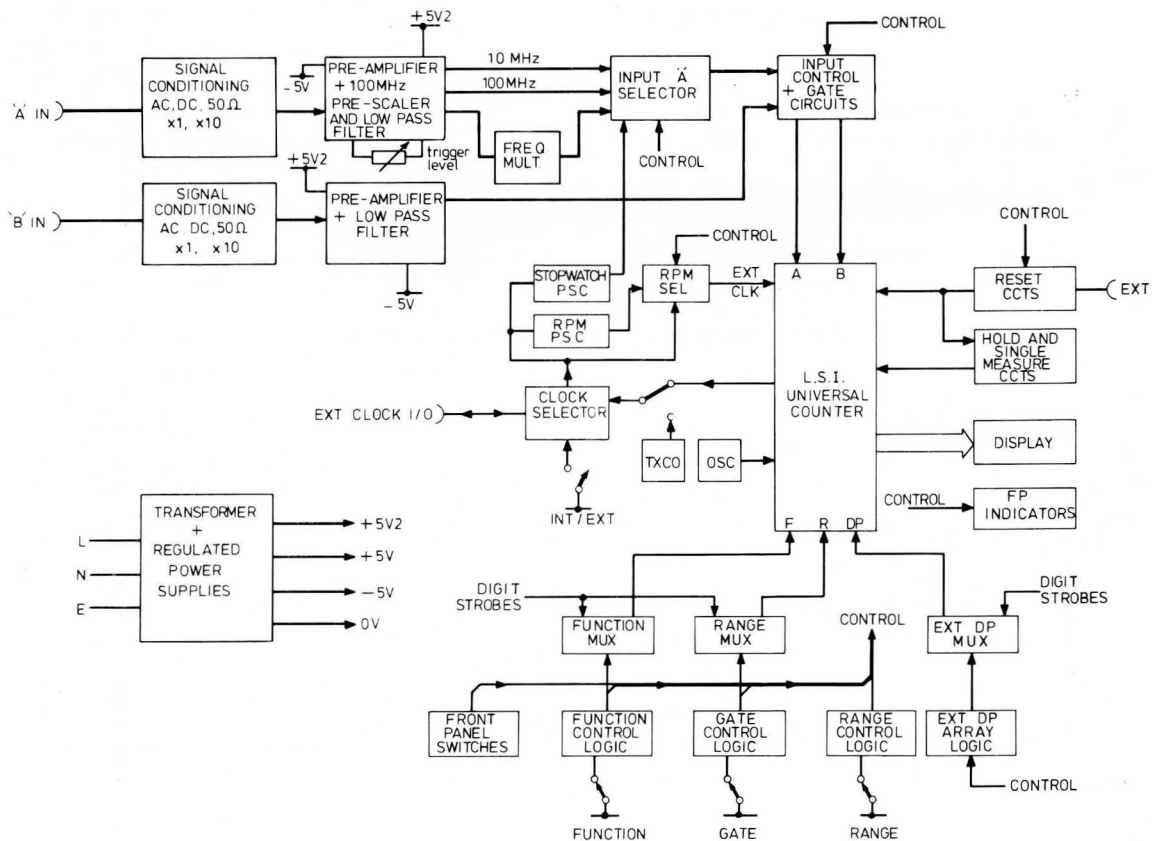 +5V2
CONTROL
SIGNAL
CONDITIONING
AC, DC, 50Ω
x1, x10
'A' IN
-5V
PRE-AMPLIFIER
+ 100MHz
PRE-SCALER
AND LOW PASS
FILTER
10 MHz
100MHz
INPUT 'A'
SELECTOR
INPUT
CONTROL
+ GATE
CIRCUITS
trigger
level
FREQ
MULT.
CONTROL
+5V2
'B' IN
SIGNAL
CONDITIONING
AC DC, 50Ω
x1, x10
PRE-AMPLIFIER
+ LOW PASS
FILTER
-5V
CONTROL
CONTROL
STOPWATCH
PSC
RPM
SEL
EXT
CLK
A B
RESET
CCTS
EXT
RPM
PSC
HOLD AND
SINGLE
MEASURE
CCTS
L.S.I.
UNIVERSAL
COUNTER
EXT CLOCK I/O
CLOCK
SELECTOR
TXCO
OSC
DISPLAY
INT/EXT
CONTROL
FP
INDICATORS
F R DP
L
N
E
TRANSFORMER
+
REGULATED
POWER
SUPPLIES
+5V2
+5V
-5V
0V
DIGIT
STROBES
FUNCTION
MUX
RANGE
MUX
CONTROL
EXT DP
MUX
DIGIT
STROBES
FRONT
PANEL
SWITCHES
FUNCTION
CONTROL
LOGIC
GATE
CONTROL
LOGIC
RANGE
CONTROL
LOGIC
EXT DP
ARRAY
LOGIC
CONTROL
FUNCTION
GATE
RANGE